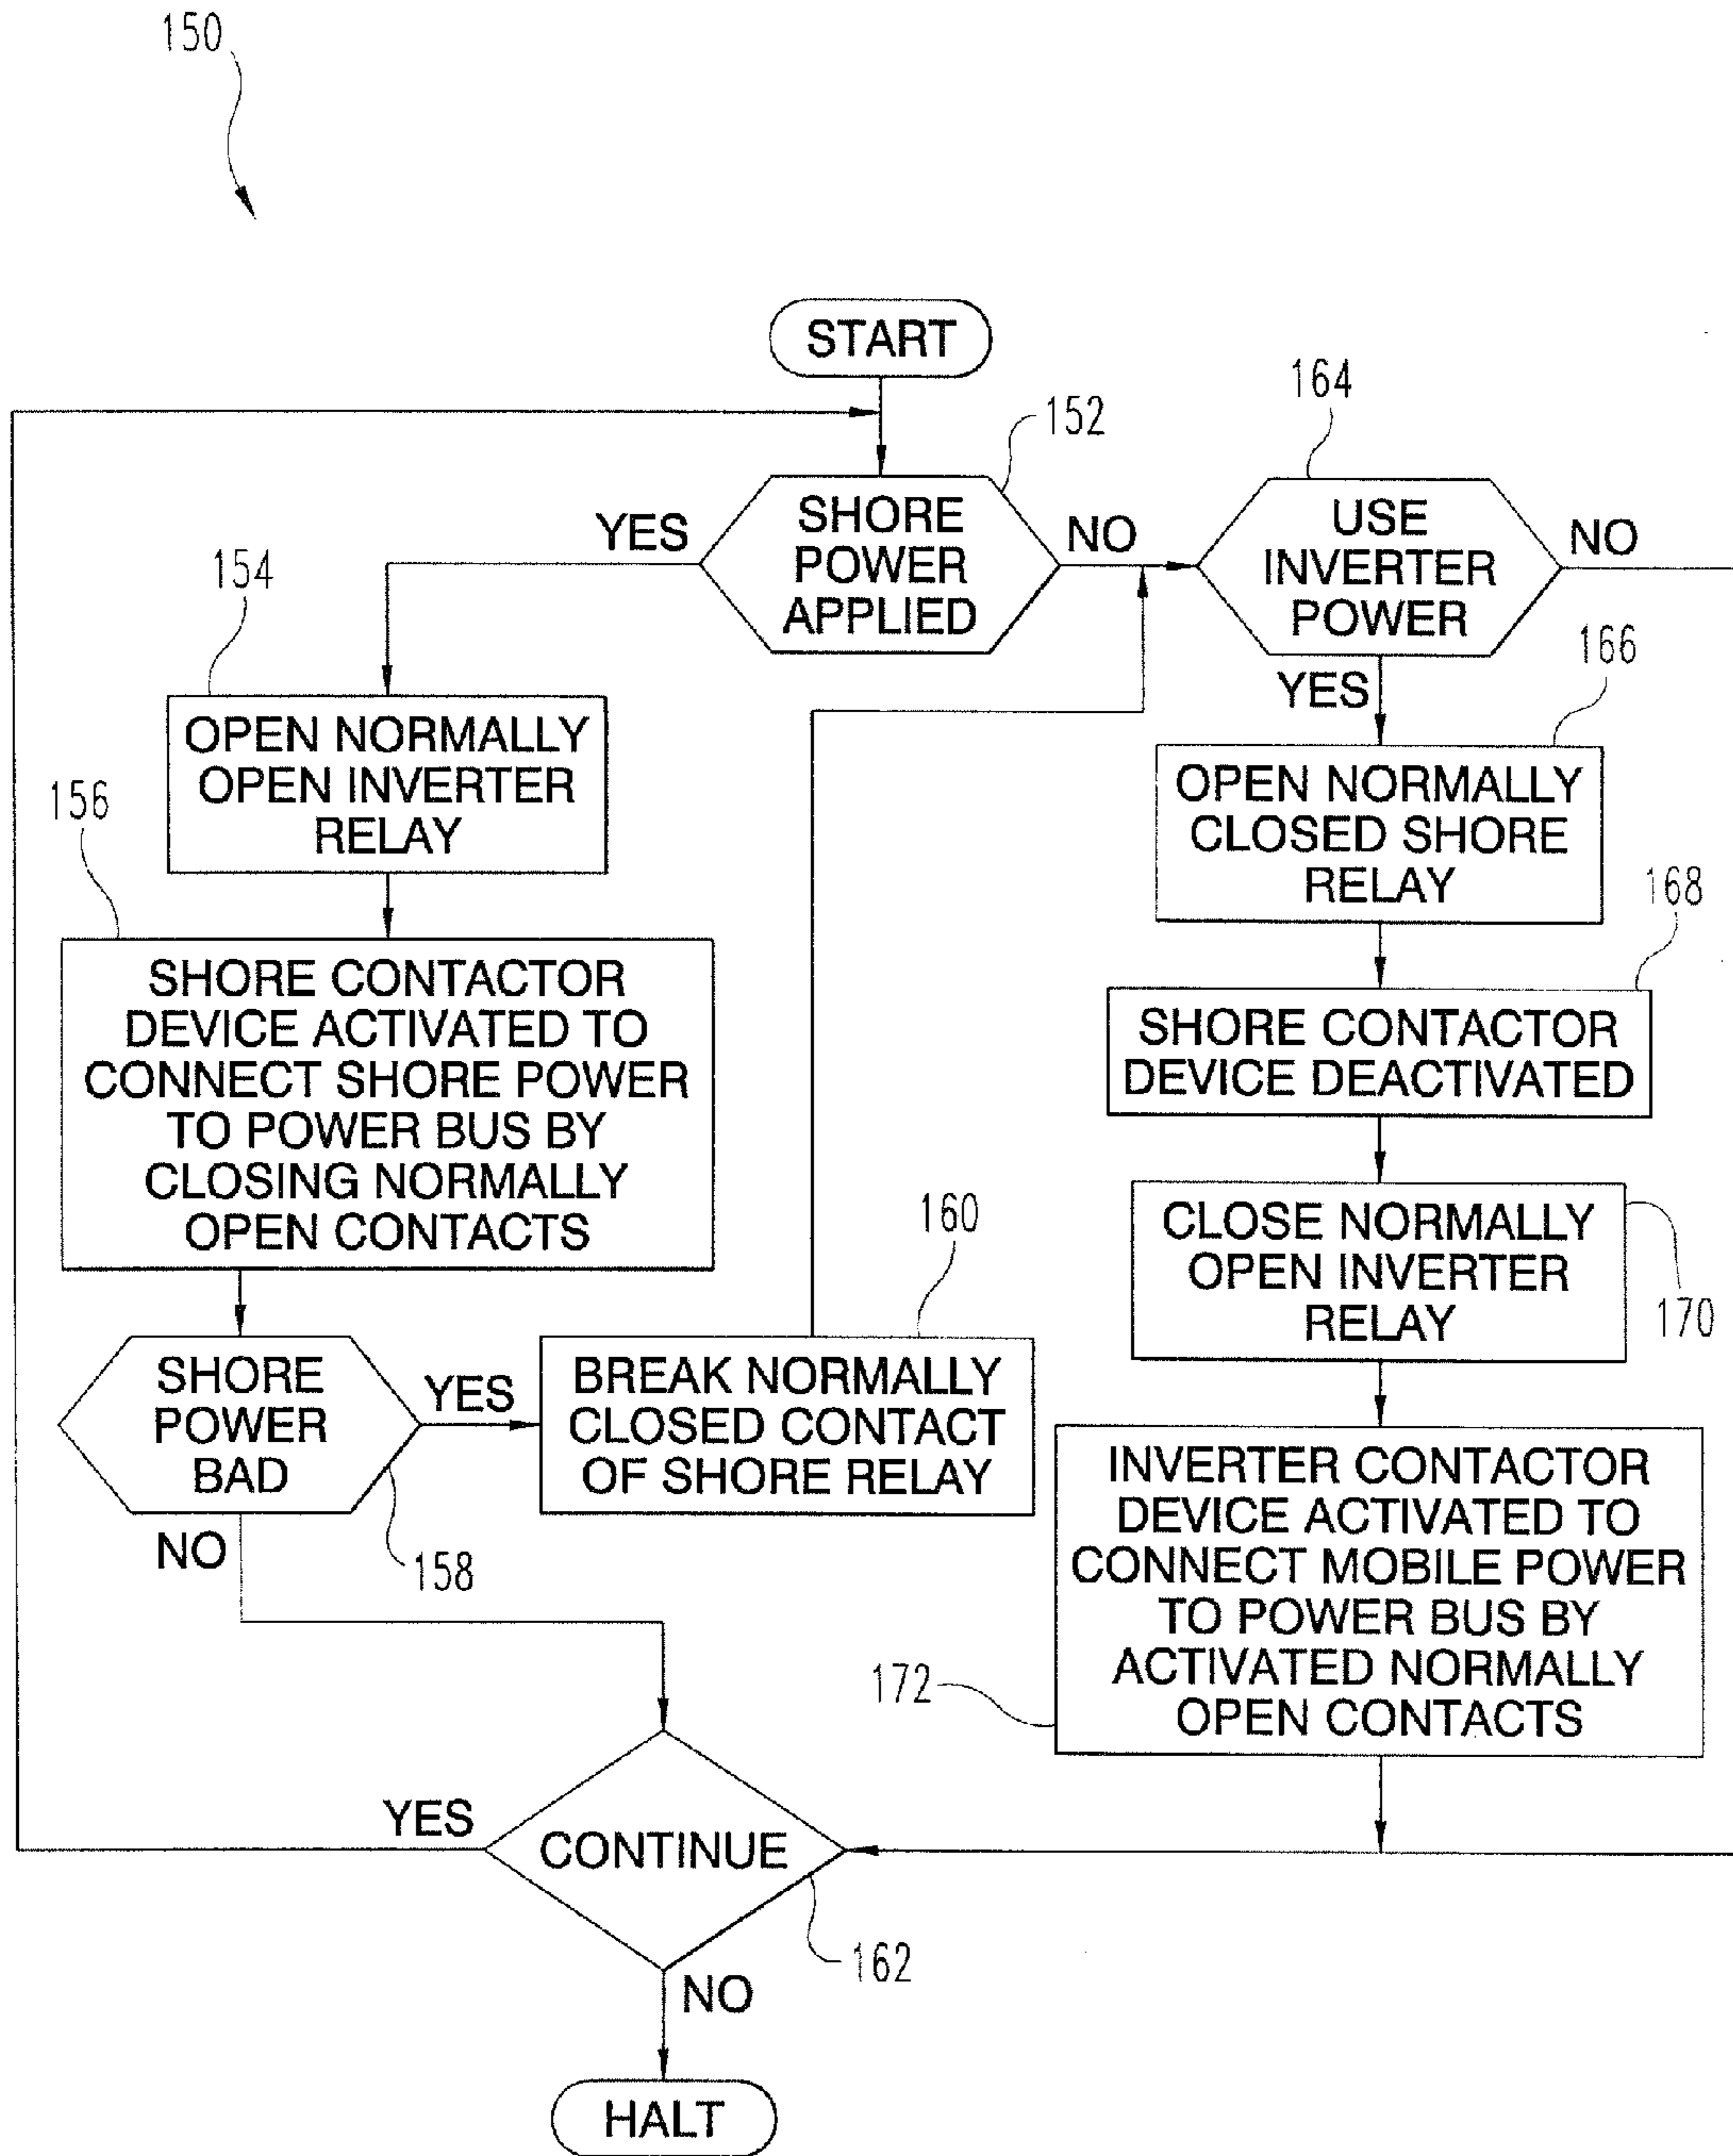 150
START
152
SHORE
POWER
APPLIED
YES
NO
164
USE
INVERTER
POWER
NO
YES
154
OPEN NORMALLY
OPEN INVERTER
RELAY
156
SHORE CONTACTOR
DEVICE ACTIVATED TO
CONNECT SHORE POWER
TO POWER BUS BY
CLOSING NORMALLY
OPEN CONTACTS
SHORE
POWER
BAD
YES
NO
158
160
BREAK NORMALLY
CLOSED CONTACT
OF SHORE RELAY
166
OPEN NORMALLY
CLOSED SHORE
RELAY
168
SHORE CONTACTOR
DEVICE DEACTIVATED
CLOSE NORMALLY
OPEN INVERTER
RELAY
170
INVERTER CONTACTOR
DEVICE ACTIVATED TO
CONNECT MOBILE POWER
TO POWER BUS BY
ACTIVATED NORMALLY
OPEN CONTACTS
172
YES
CONTINUE
162
NO
HALT